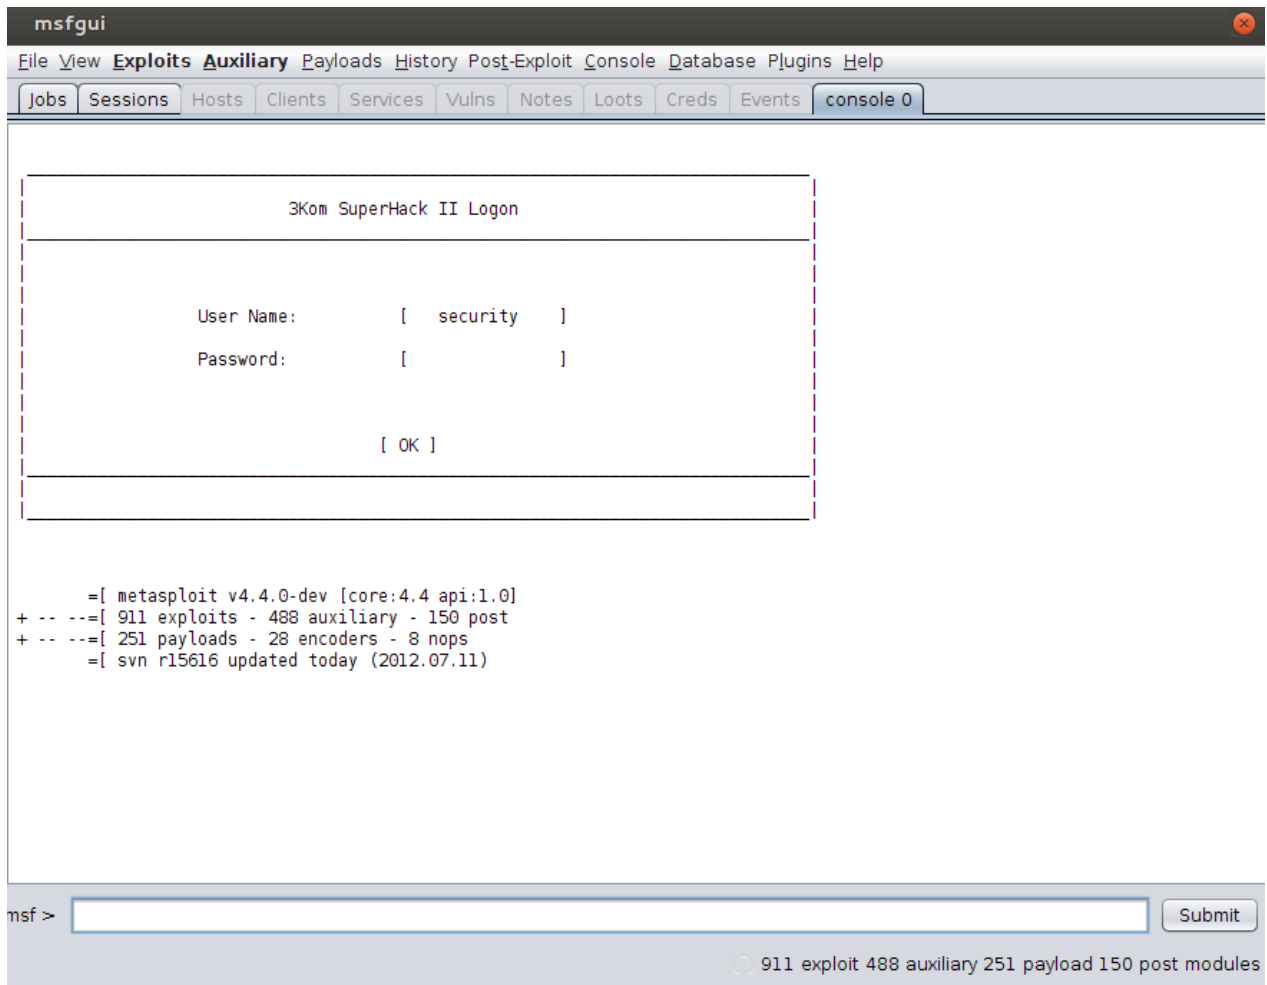 msfgui
File View Exploits Auxiliary Payloads History Post-Exploit Console Database Plugins Help
Jobs Sessions Hosts Clients Services Vulns Notes Loots Creds Events console 0
3Kom SuperHack II Logon
User Name: [ security ]
Password: [ ]
[ OK ]
=[ metasploit v4.4.0-dev [core:4.4 api:1.0]
+ -- --=[ 911 exploits - 488 auxiliary - 150 post
+ -- --=[ 251 payloads - 28 encoders - 8 nops
=[ svn r15616 updated today (2012.07.11)
msf > Submit
911 exploit 488 auxiliary 251 payload 150 post modules